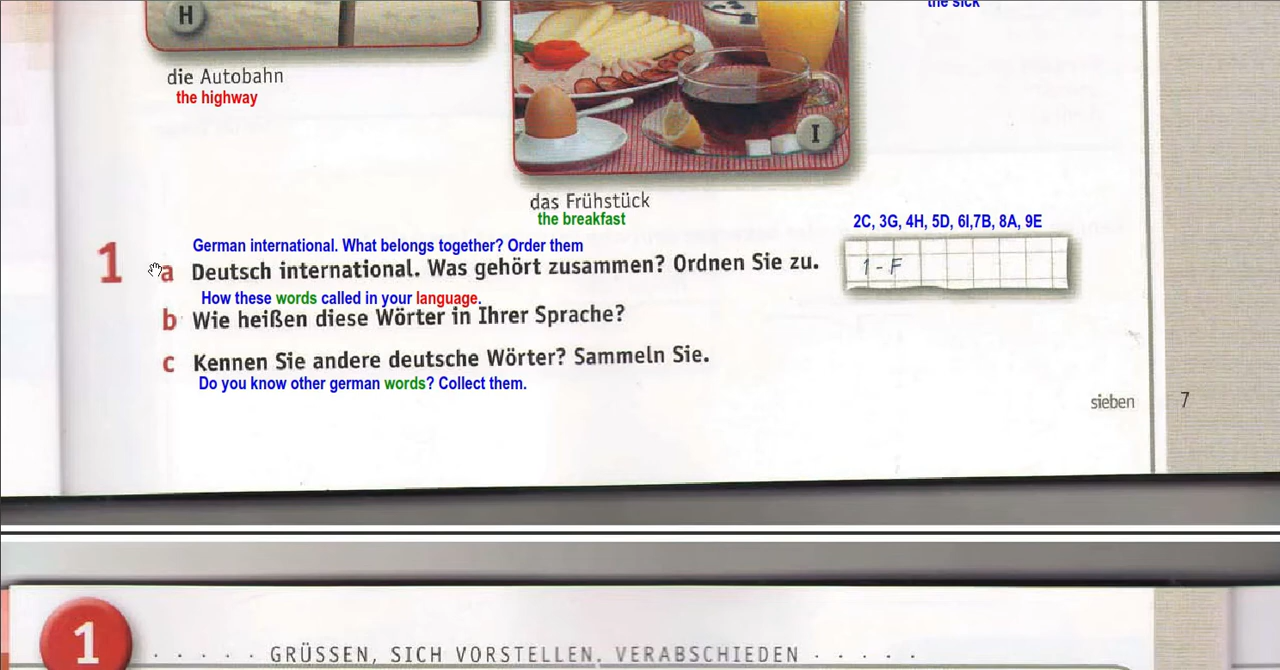 the sick
H
die Autobahn
the highway
I
das Frühstück
the breakfast
2C, 3G, 4H, 5D, 6I,7B, 8A, 9E
German international. What belongs together? Order them
1 a Deutsch international. Was gehört zusammen? Ordnen Sie zu.
1 - F
How these words called in your language.
b Wie heißen diese Wörter in Ihrer Sprache?
c Kennen Sie andere deutsche Wörter? Sammeln Sie.
Do you know other german words? Collect them.
sieben 7
1 · · · · · GRÜSSEN, SICH VORSTELLEN, VERABSCHIEDEN · · · · ·